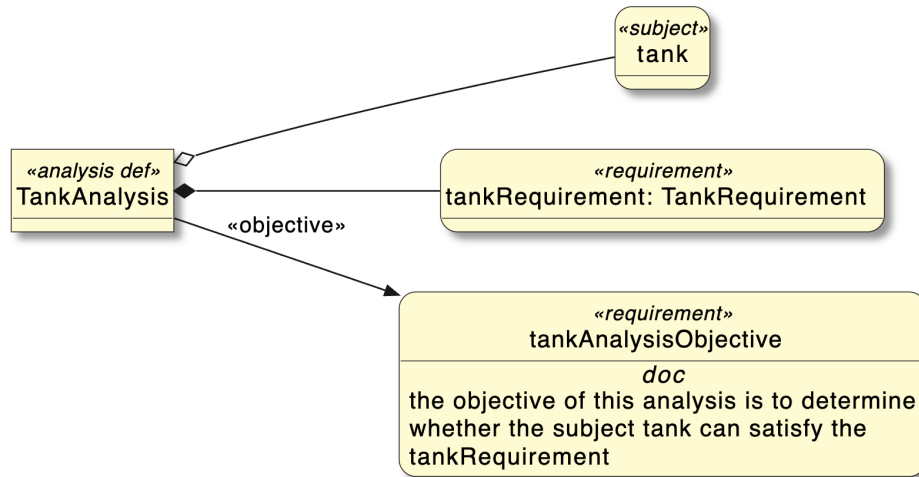 «subject»
tank
«analysis def»
TankAnalysis
«requirement»
tankRequirement: TankRequirement
«objective»
«requirement»
tankAnalysisObjective
doc
the objective of this analysis is to determine
whether the subject tank can satisfy the
tankRequirement